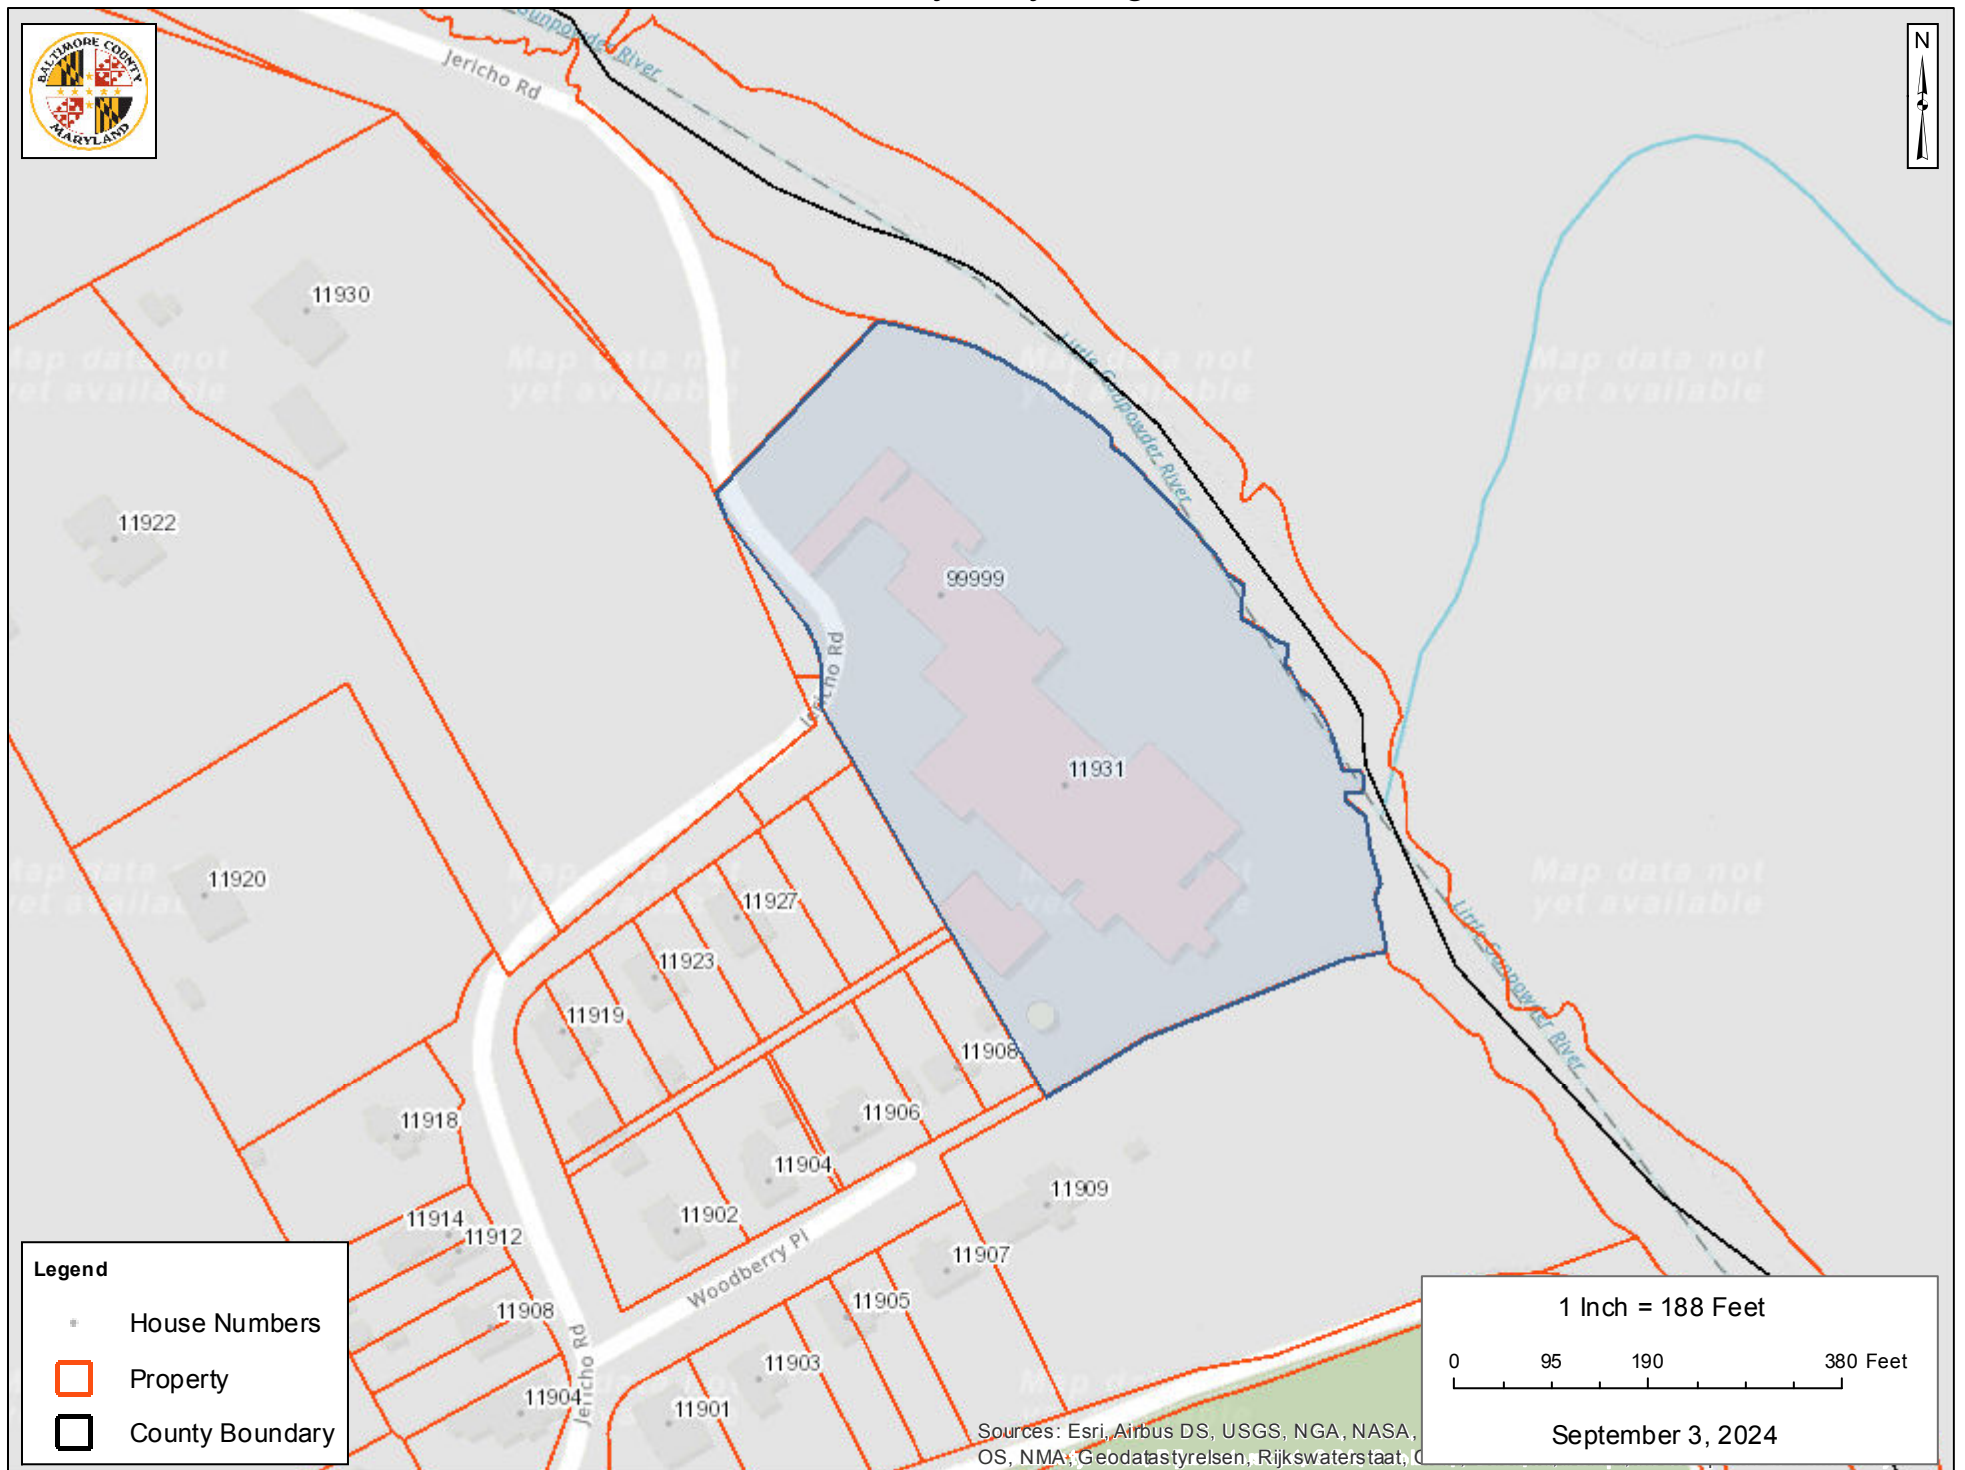 BALTIMORE COUNTY
MARYLAND
Gunpowder River
Jericho Rd
N
11930
Map data not
yet available
Map data not
yet available
Map data not
yet available
Map data not
yet available
Little Gunpowder River
11922
99999
Jericho Rd
11931
11920
Map data not
yet available
11927
11923
11919
Little Gunpowder River
11908
11918
11906
11904
11909
11902
11914
11912
11907
Woodberry Pl
11908
11905
11903
11904
Jericho Rd
11901
Legend
House Numbers
Property
County Boundary
1 Inch = 188 Feet
0 95 190 380 Feet
September 3, 2024
Sources: Esri, Airbus DS, USGS, NGA, NASA,
OS, NMA, Geodatastyrelsen, Rijkswaterstaat,